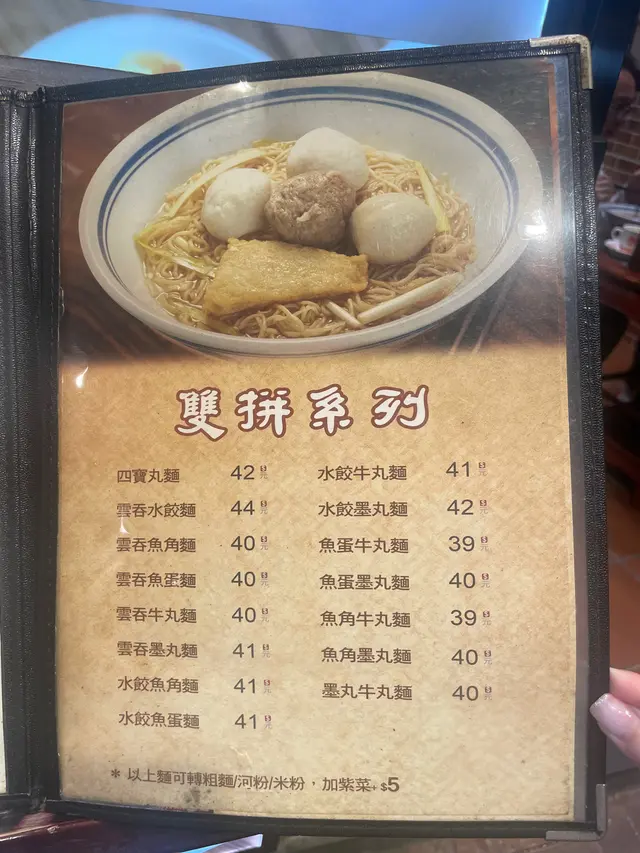 雙拼系列
四寶丸麵 42 $元
雲吞水餃麵 44 $元
雲吞魚角麵 40 $元
雲吞魚蛋麵 40 $元
雲吞牛丸麵 40 $元
雲吞墨丸麵 41 $元
水餃魚角麵 41 $元
水餃魚蛋麵 41 $元
水餃牛丸麵 41 $元
水餃墨丸麵 42 $元
魚蛋牛丸麵 39 $元
魚蛋墨丸麵 40 $元
魚角牛丸麵 39 $元
魚角墨丸麵 40 $元
墨丸牛丸麵 40 $元
* 以上麵可轉粗麵/河粉/米粉，加紫菜+$5